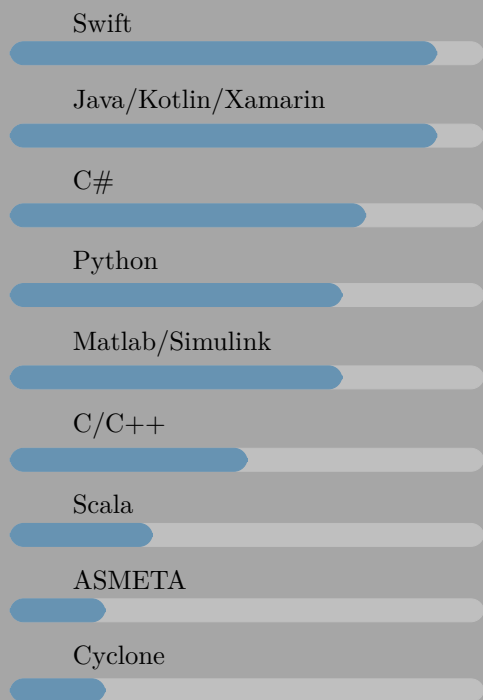 Swift
Java/Kotlin/Xamarin
C#
Python
Matlab/Simulink
C/C++
Scala
ASMETA
Cyclone